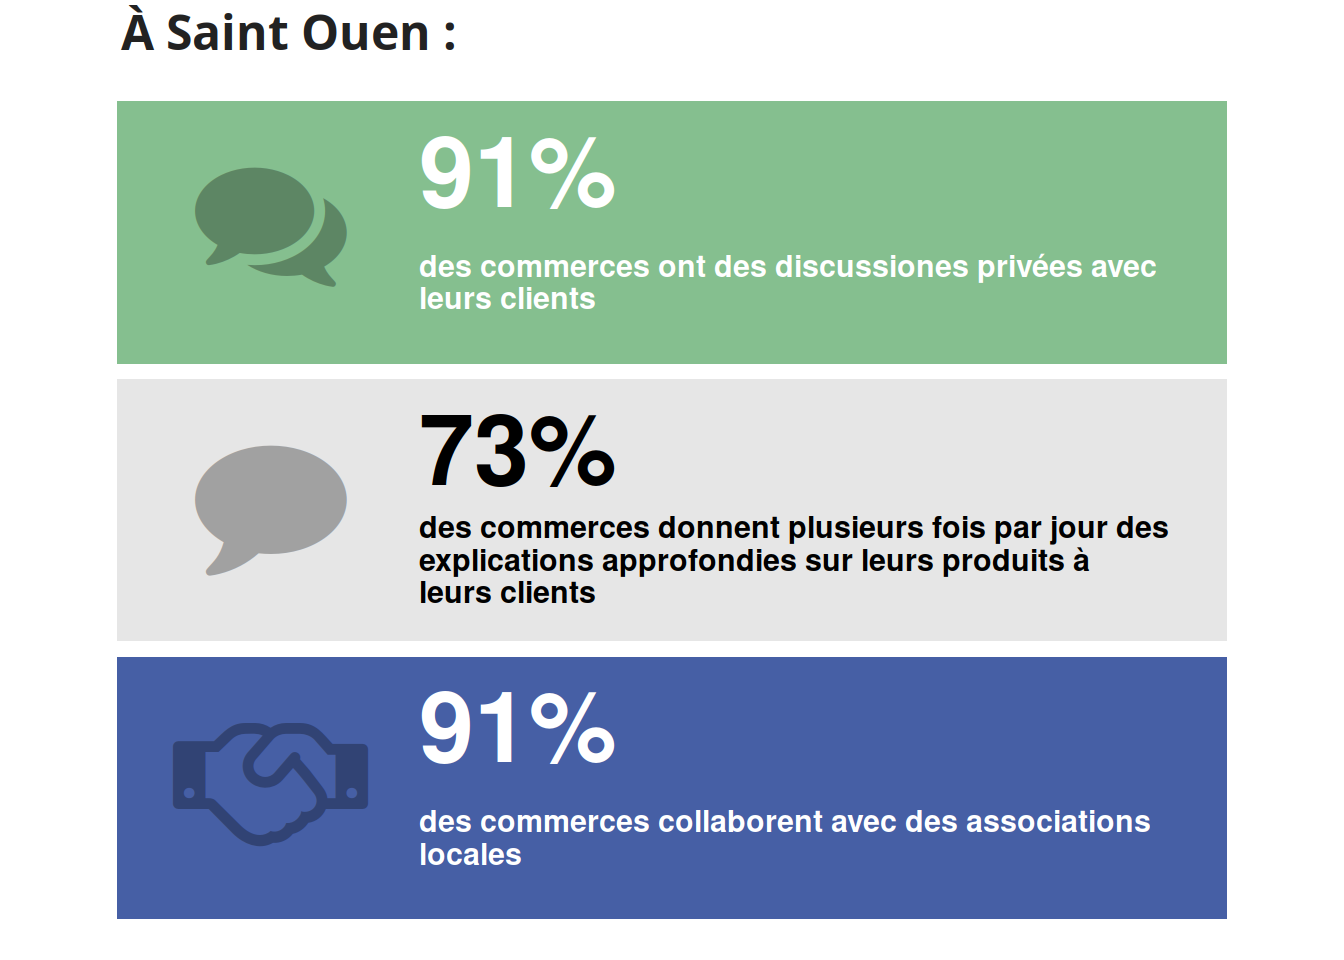 À Saint Ouen :
91%
des commerces ont des discussiones privées avec
leurs clients
73%
des commerces donnent plusieurs fois par jour des
explications approfondies sur leurs produits à
leurs clients
91%
des commerces collaborent avec des associations
locales